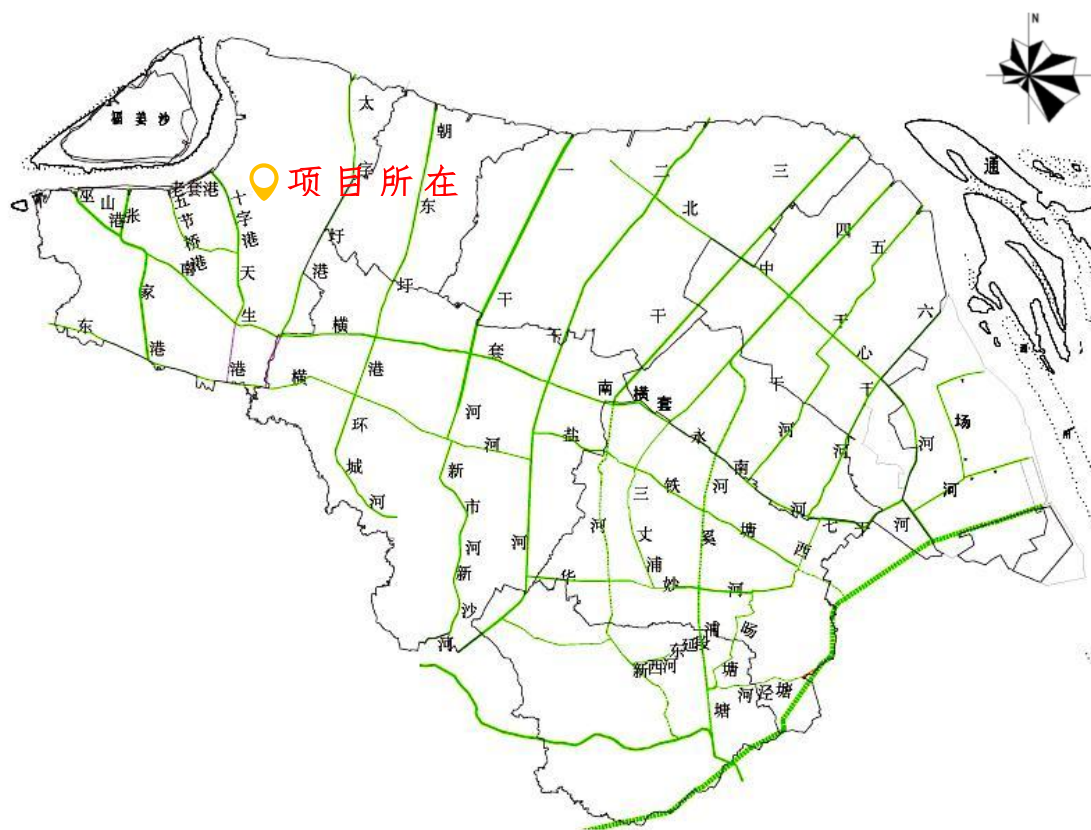 N
福姜沙
通
项目所在
太字圩港
朝东圩港
一干河
二干河
三干河
四干河
五干河
六干河
北中心河
老套港
巫山港
张家港
五节桥港
十字港
南横套
天生港
东横河
南横套
环城河
新市河
新沙河
盐铁塘
永南河
七干河
场河
三丈浦
奚浦塘
华妙河
西旸塘
新西河东延段
河泾塘